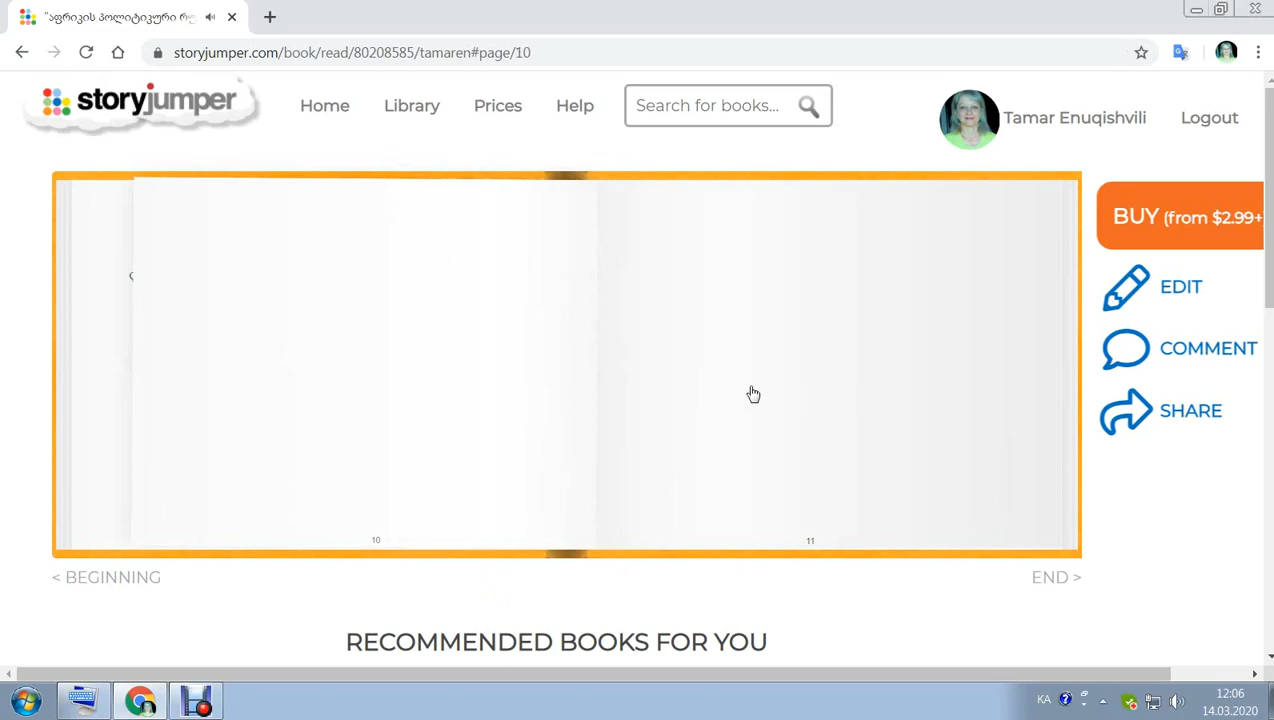 "აფრიკის პოლიტიკური რუ
storyjumper.com/book/read/80208585/tamaren#page/10
storyjumper
Home
Library
Prices
Help
Search for books...
Tamar Enuqishvili
Logout
BUY (from $2.99+
EDIT
COMMENT
SHARE
10
11
< BEGINNING
END >
RECOMMENDED BOOKS FOR YOU
KA
12:06
14.03.2020